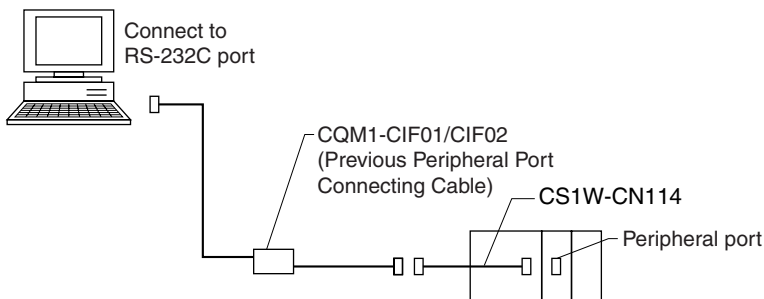 Connect to
RS-232C port
CQM1-CIF01/CIF02
(Previous Peripheral Port
Connecting Cable)
CS1W-CN114
Peripheral port